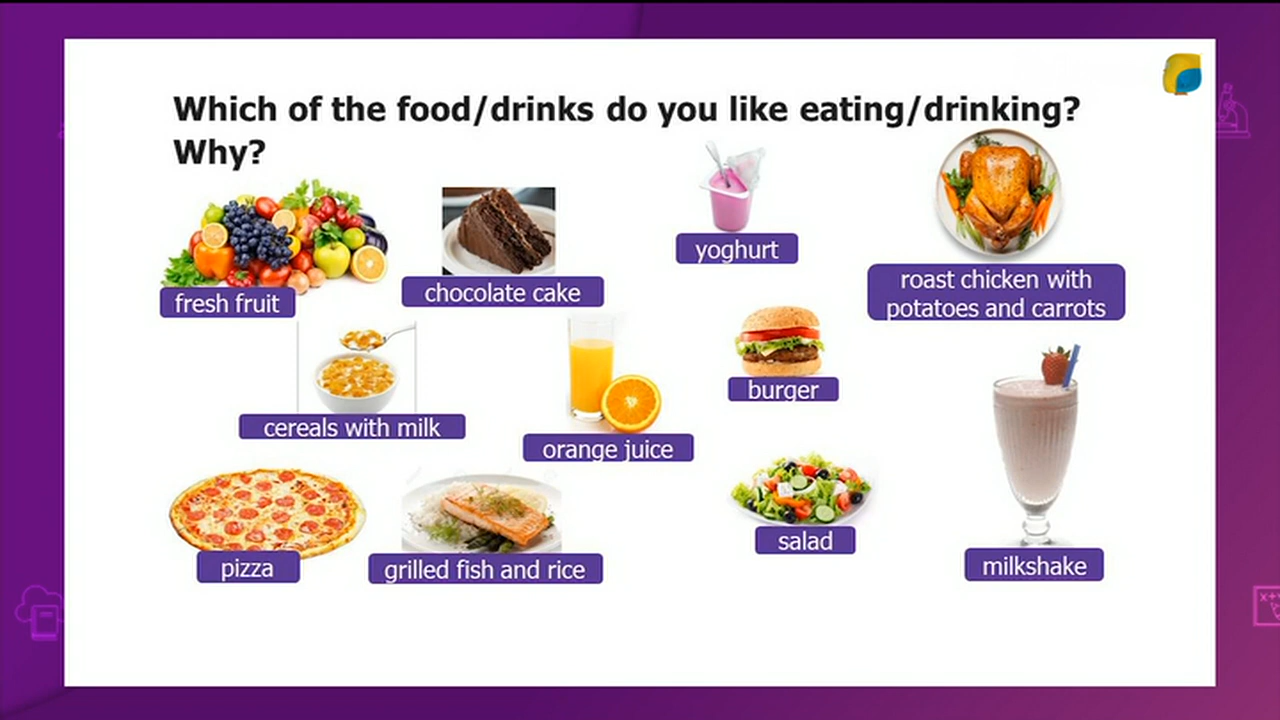 Which of the food/drinks do you like eating/drinking?
Why?
yoghurt
roast chicken with
potatoes and carrots
fresh fruit
chocolate cake
burger
cereals with milk
orange juice
salad
milkshake
pizza
grilled fish and rice